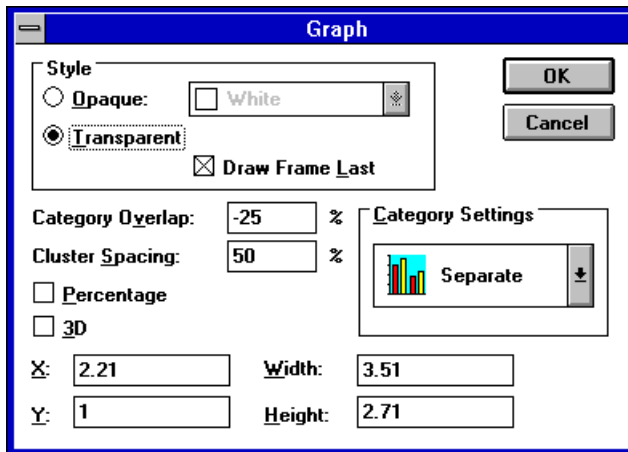 Graph
Style
Opaque: White
Transparent
Draw Frame Last
OK
Cancel
Category Overlap: -25 %
Cluster Spacing: 50 %
Percentage
3D
Category Settings
Separate
X: 2.21 Width: 3.51
Y: 1 Height: 2.71